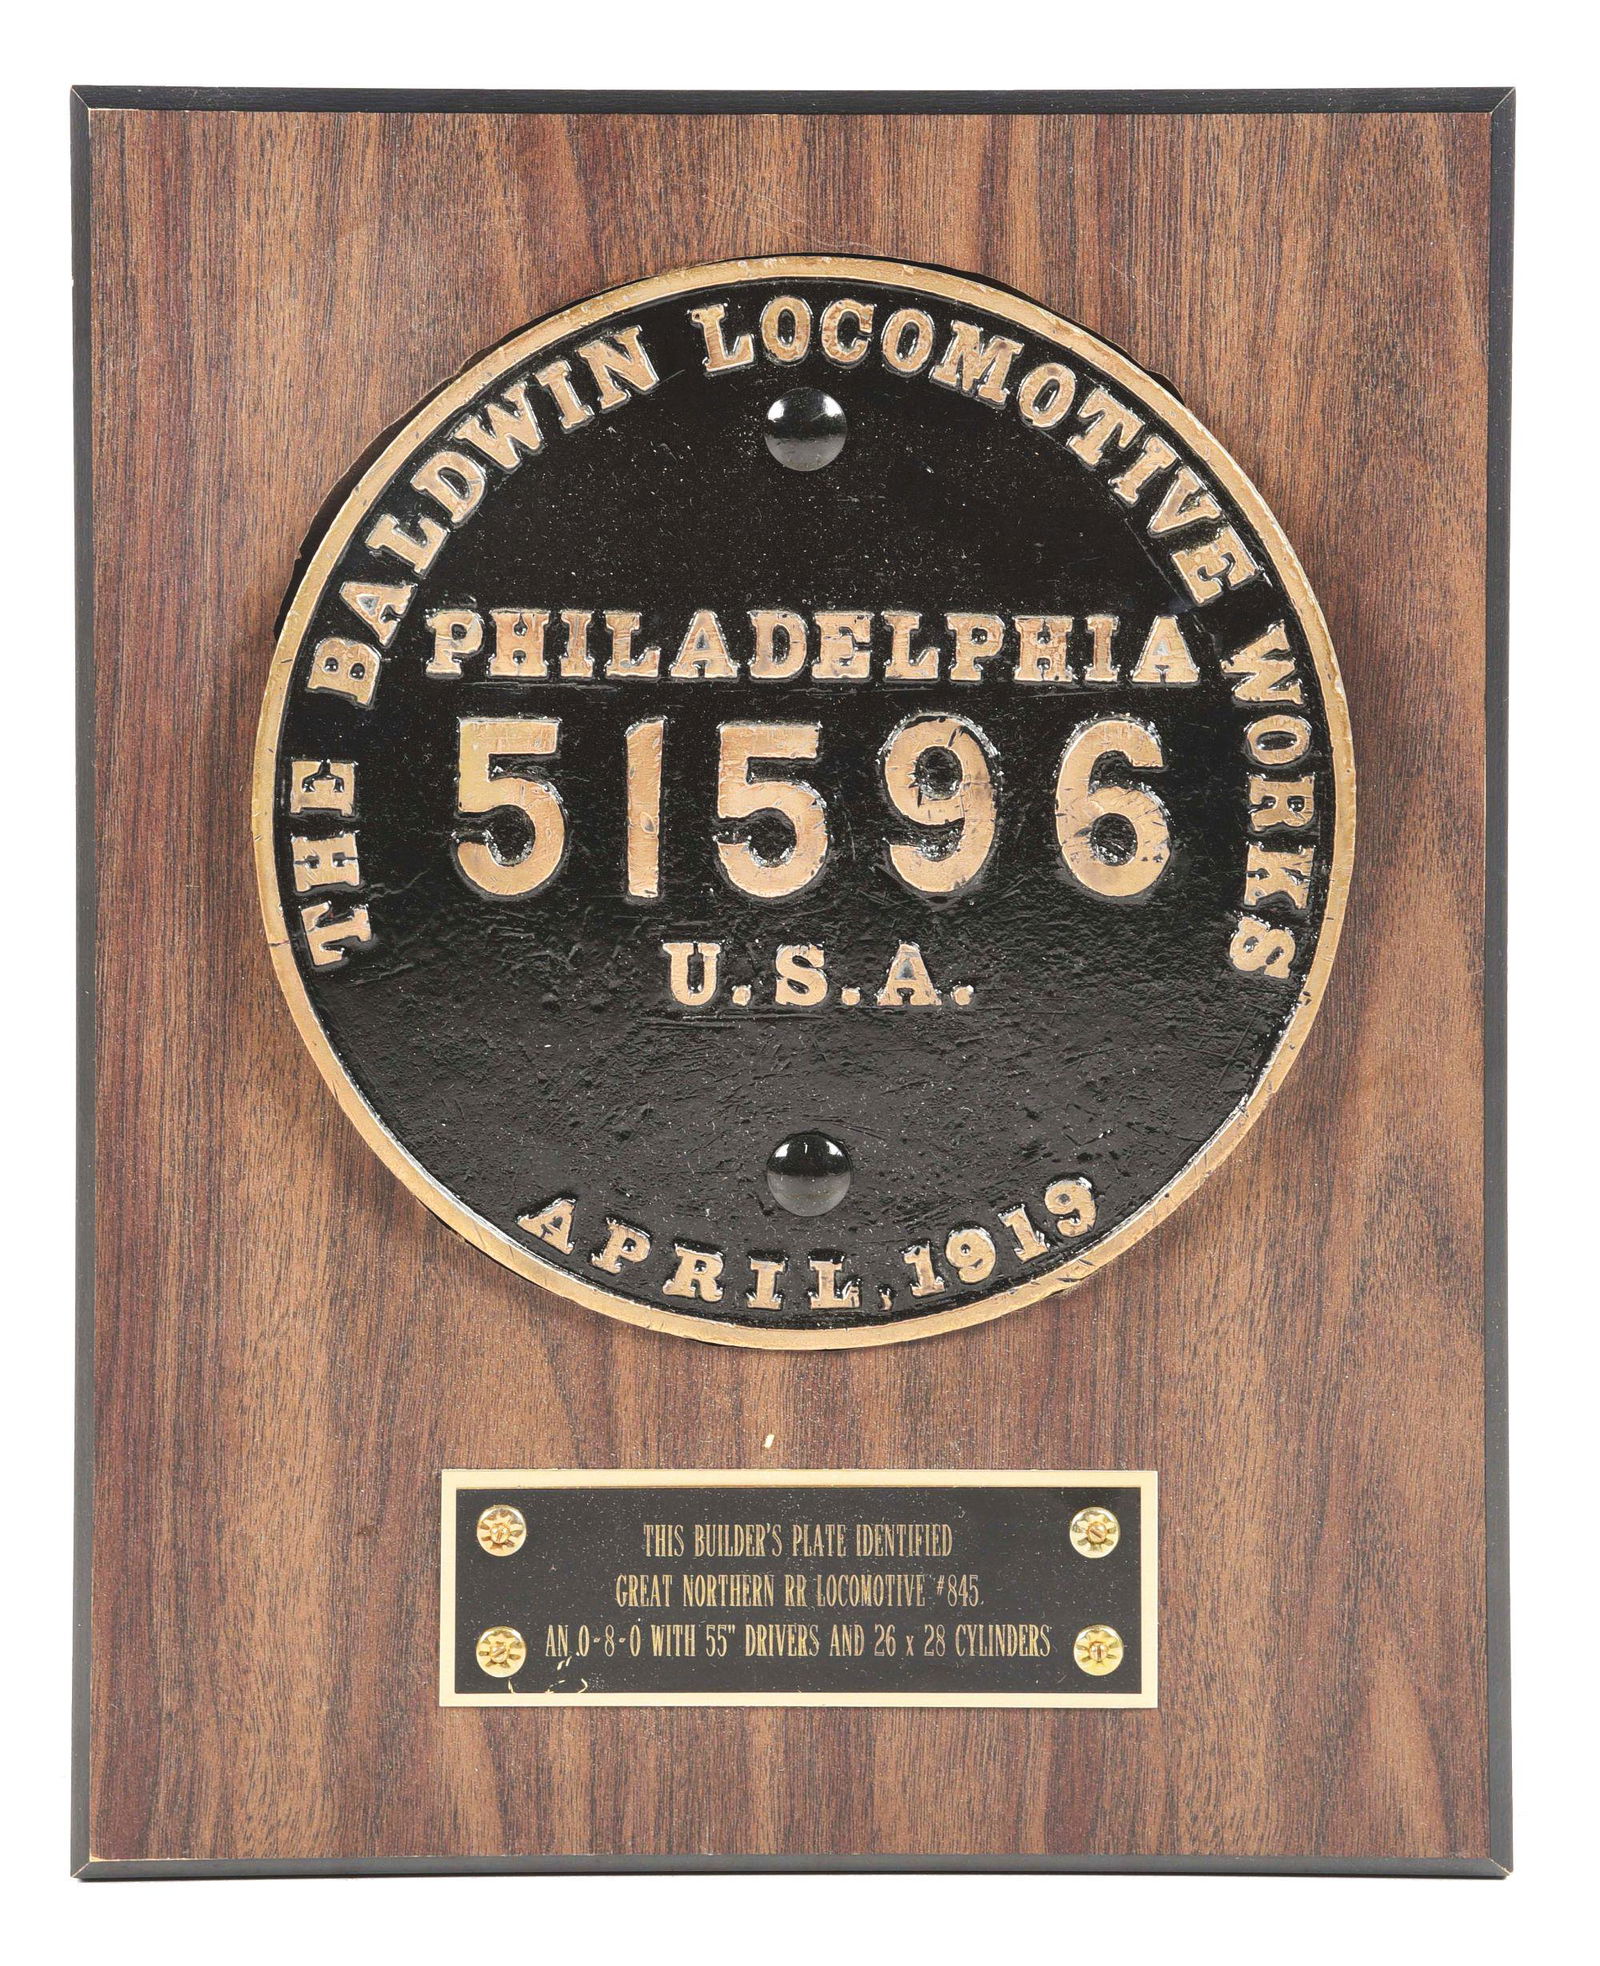 THE BALDWIN LOCOMOTIVE WORKS
PHILADELPHIA
51596
U.S.A.
APRIL, 1919
THIS BUILDER'S PLATE IDENTIFIED
GREAT NORTHERN RR LOCOMOTIVE #845.
AN 0-8-0 WITH 55" DRIVERS AND 26 x 28 CYLINDERS